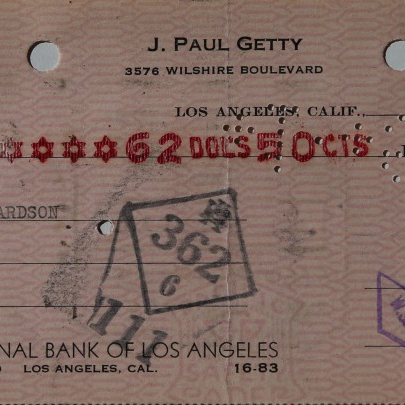 J. PAUL GETTY
3576 WILSHIRE BOULEVARD
LOS ANGELES, CALIF.,
62 DOLS 50 CTS
ARDSON
362
6
111
NAL BANK OF LOS ANGELES
LOS ANGELES, CAL. 16-83